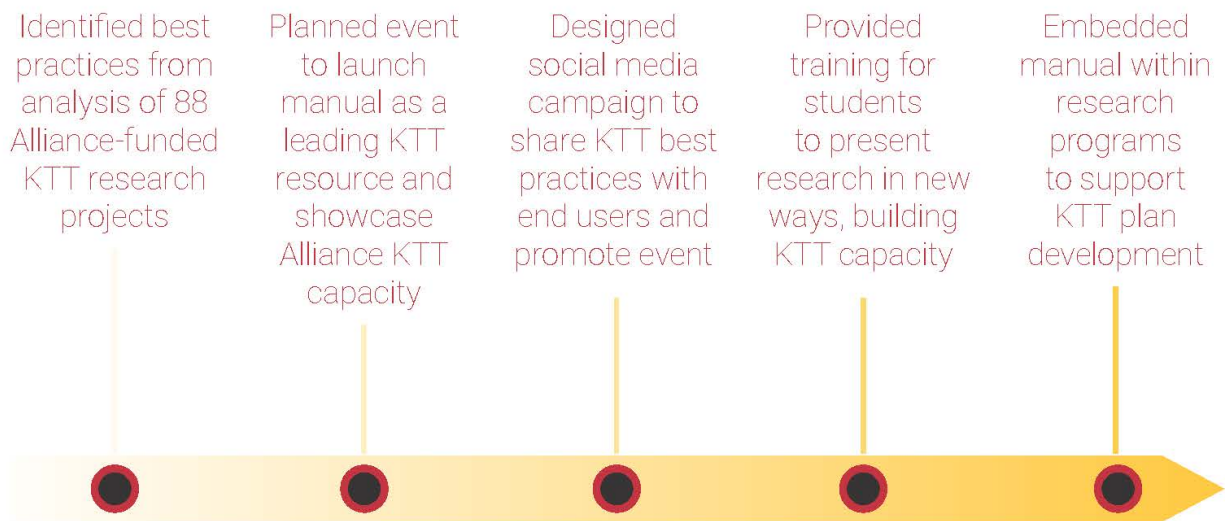 Identified best
practices from
analysis of 88
Alliance-funded
KTT research
projects
Planned event
to launch
manual as a
leading KTT
resource and
showcase
Alliance KTT
capacity
Designed
social media
campaign to
share KTT best
practices with
end users and
promote event
Provided
training for
students
to present
research in new
ways, building
KTT capacity
Embedded
manual within
research
programs
to support
KTT plan
development